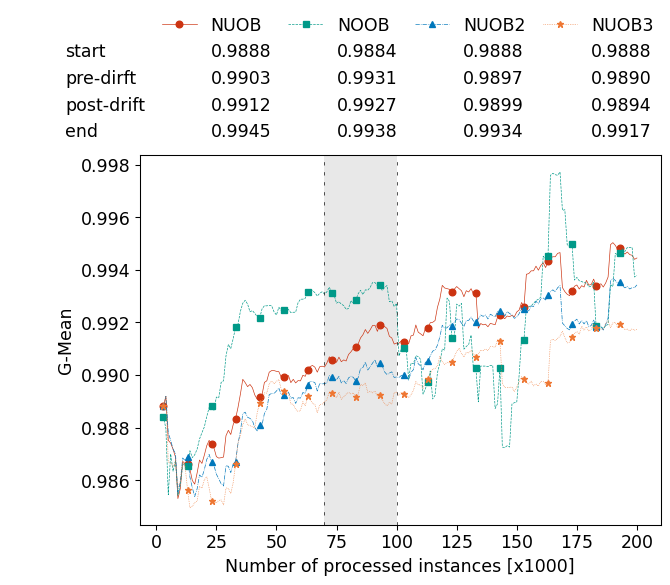 NUOB NOOB NUOB2 NUOB3
start 0.9888 0.9884 0.9888 0.9888
pre-dirft 0.9903 0.9931 0.9897 0.9890
post-drift 0.9912 0.9927 0.9899 0.9894
end 0.9945 0.9938 0.9934 0.9917
0.998
0.996
0.994
0.992
0.990
0.988
0.986
G-Mean
0 25 50 75 100 125 150 175 200
Number of processed instances [x1000]